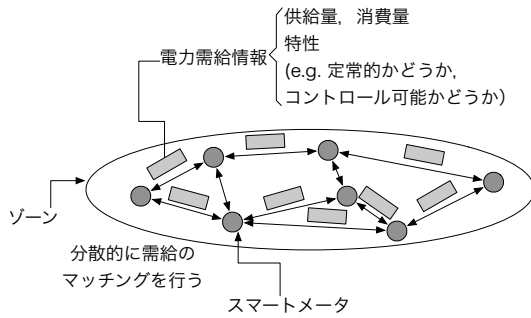 供給量，消費量
特性
(e.g. 定常的かどうか，
コントロール可能かどうか）
電力需給情報
ゾーン
分散的に需給の
マッチングを行う
スマートメータ